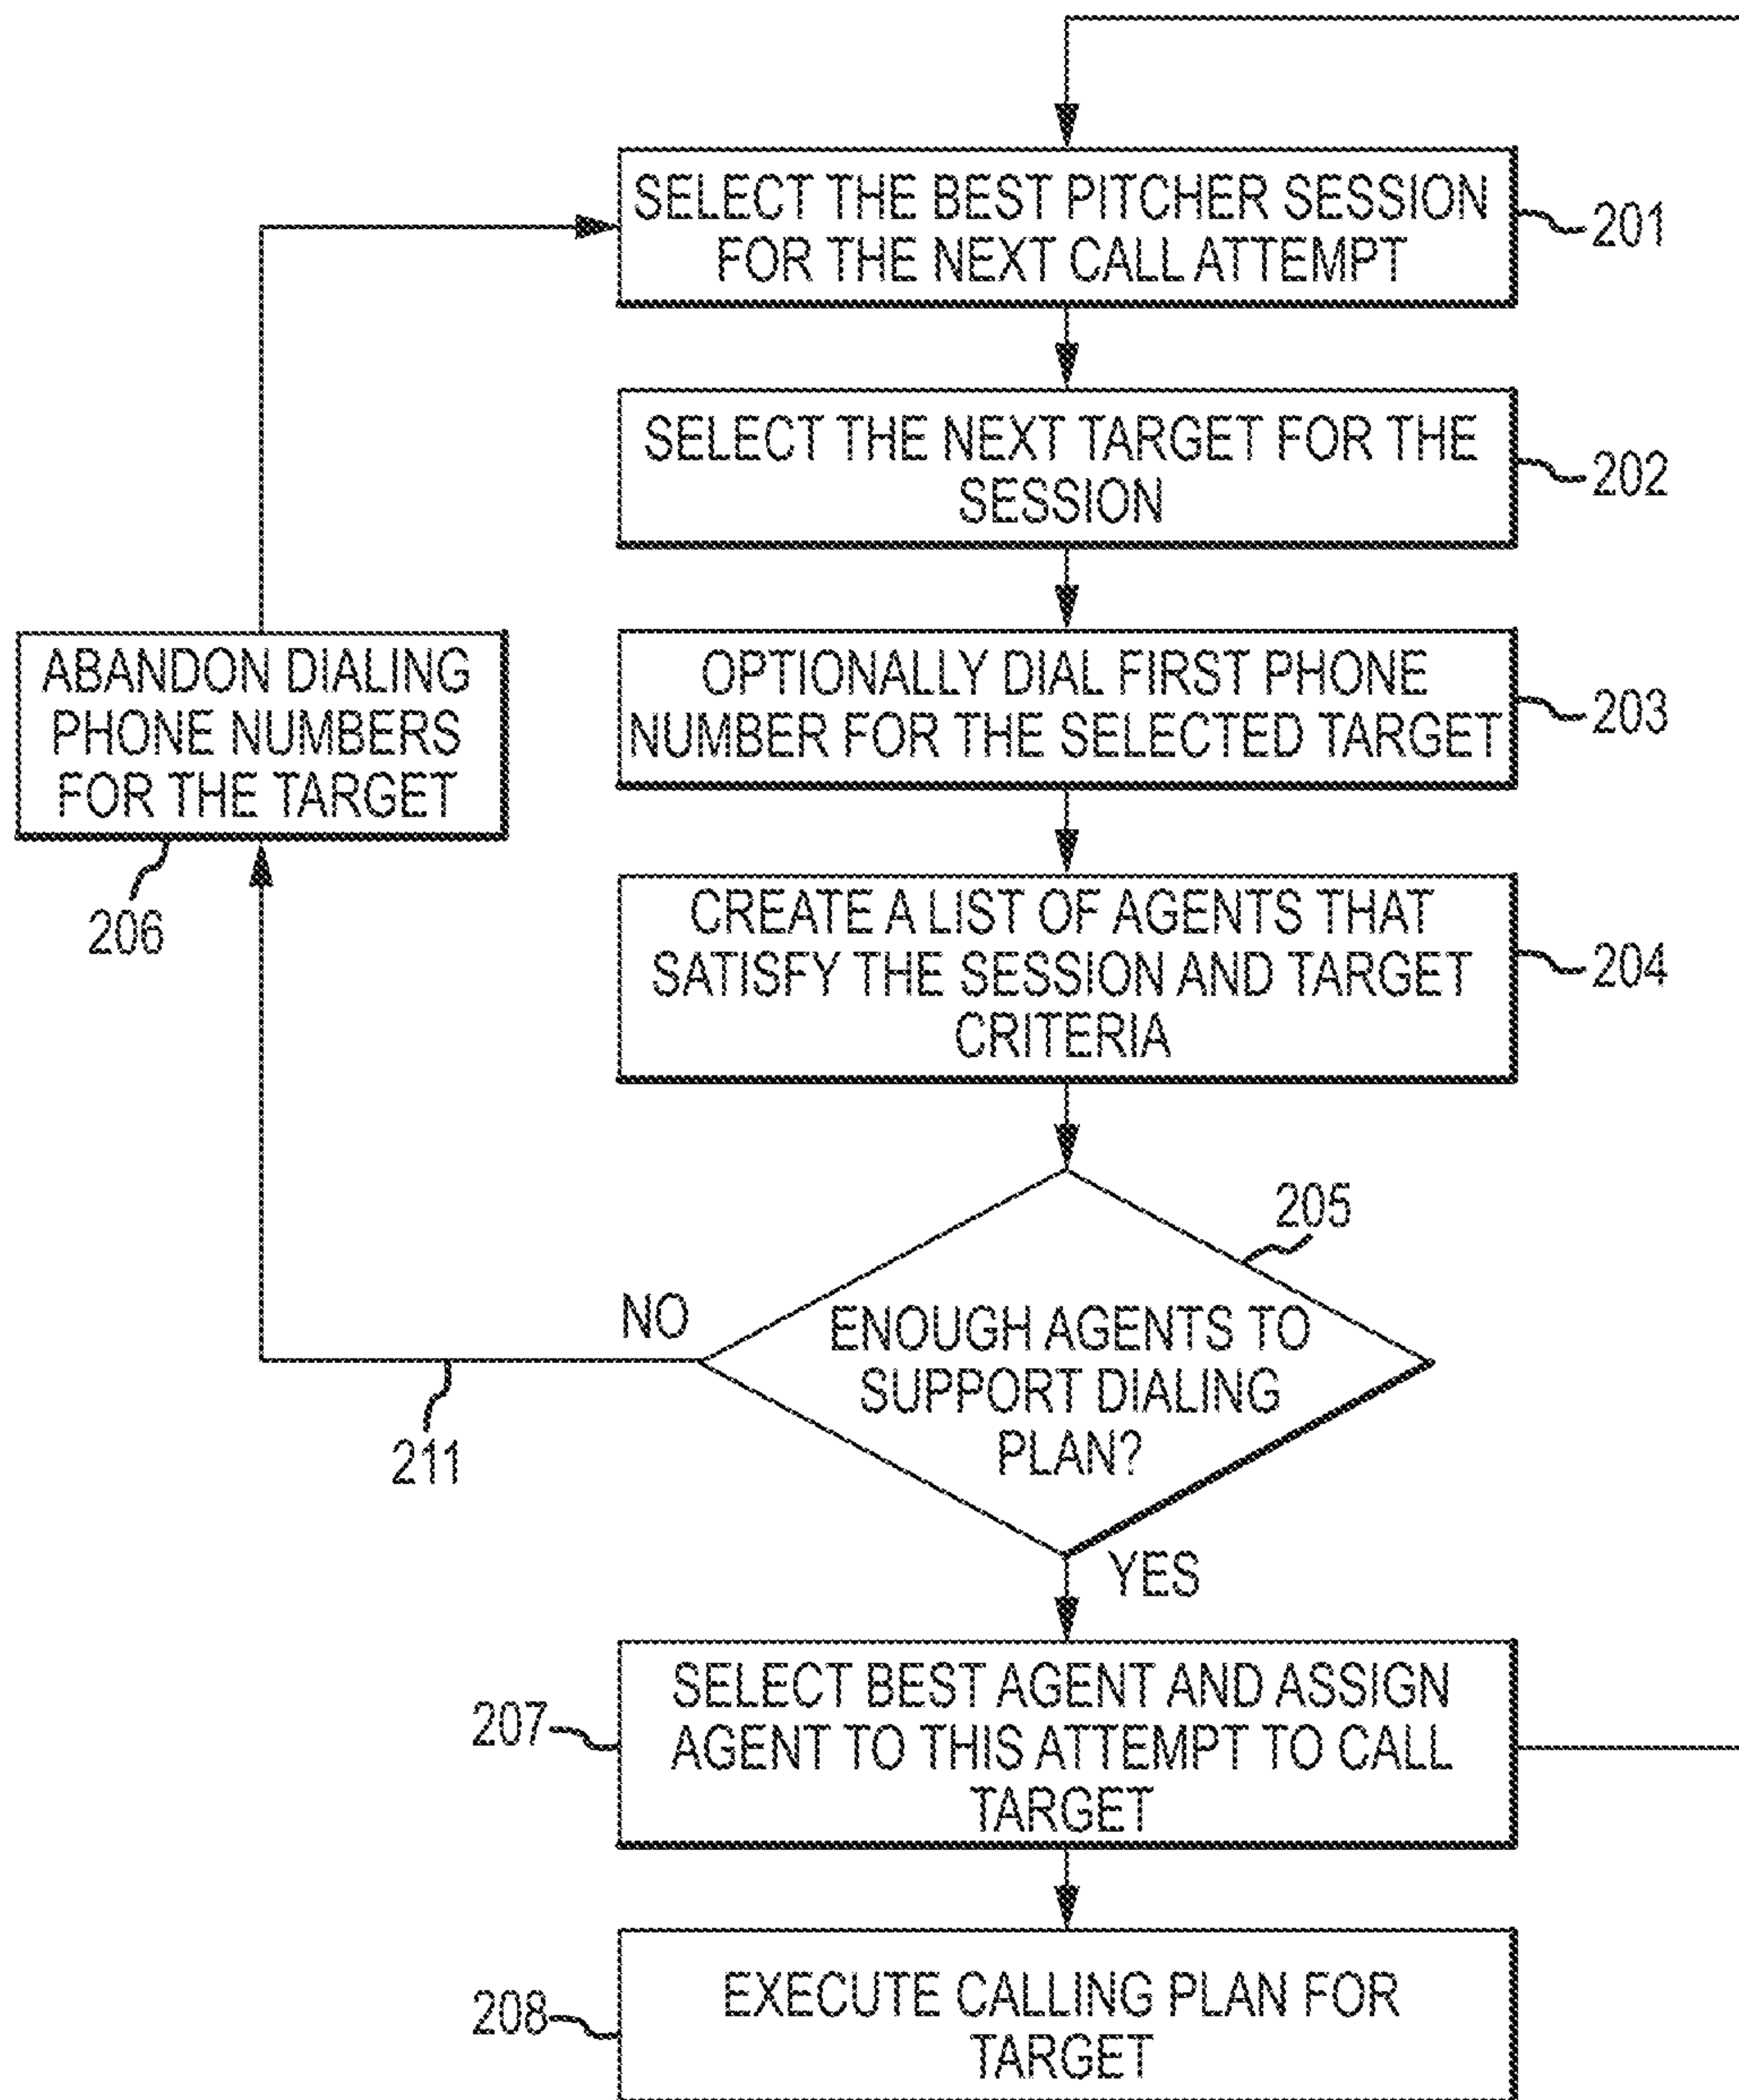 SELECT THE BEST PITCHER SESSION
FOR THE NEXT CALL ATTEMPT
201
SELECT THE NEXT TARGET FOR THE
SESSION
202
OPTIONALLY DIAL FIRST PHONE
NUMBER FOR THE SELECTED TARGET
203
ABANDON DIALING
PHONE NUMBERS
FOR THE TARGET
206
CREATE A LIST OF AGENTS THAT
SATISFY THE SESSION AND TARGET
CRITERIA
204
205
ENOUGH AGENTS TO
SUPPORT DIALING
PLAN?
NO
211
YES
207
SELECT BEST AGENT AND ASSIGN
AGENT TO THIS ATTEMPT TO CALL
TARGET
208
EXECUTE CALLING PLAN FOR
TARGET